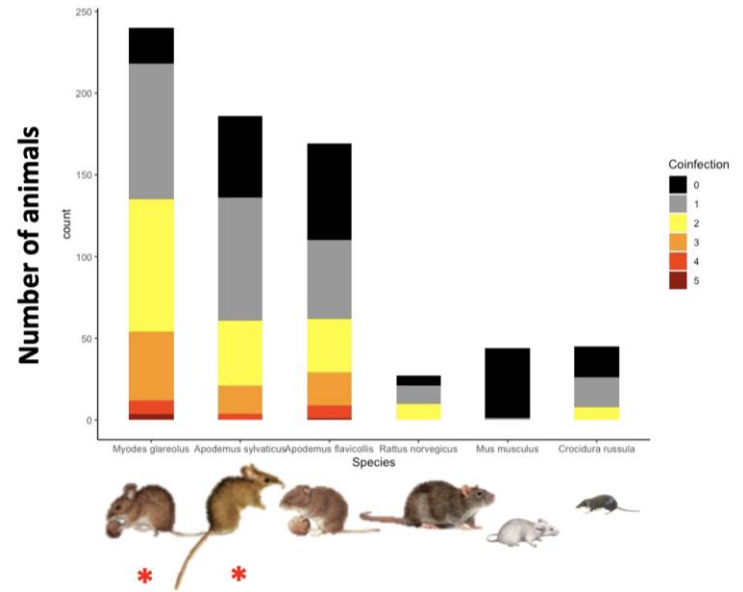 250
200
150
100
50
0
Number of animals
count
Coinfection
0
1
2
3
4
5
Myodes glareolus Apodemus sylvaticus Apodemus flavicollis Rattus norvegicus Mus musculus Crocidura russula
Species
* *